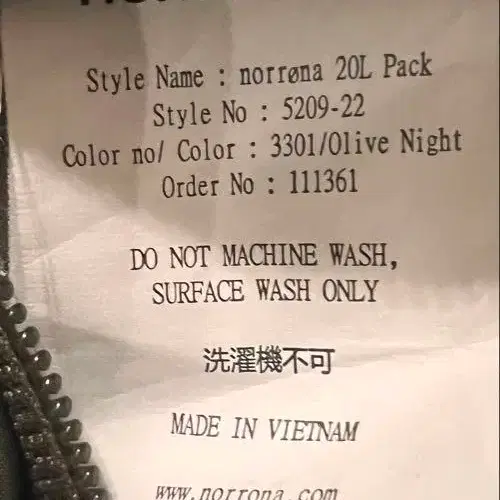 Style Name : norrøna 20L Pack
Style No : 5209-22
Color no/ Color : 3301/Olive Night
Order No : 111361
DO NOT MACHINE WASH,
SURFACE WASH ONLY
洗濯機不可
MADE IN VIETNAM
www.norrona.com